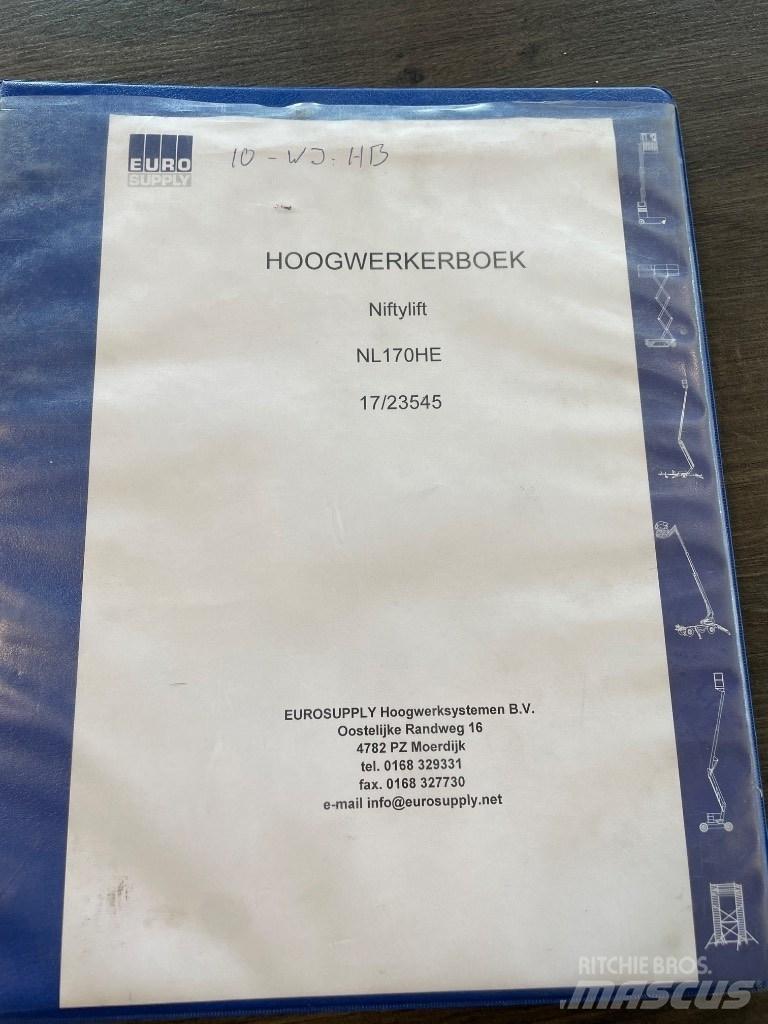 EURO
SUPPLY
10 - WJ. HB
HOOGWERKERBOEK
Niftylift
NL170HE
17/23545
EUROSUPPLY Hoogwerksystemen B.V.
Oostelijke Randweg 16
4782 PZ Moerdijk
tel. 0168 329331
fax. 0168 327730
e-mail info@eurosupply.net
RITCHIE BROS.
MASCUS